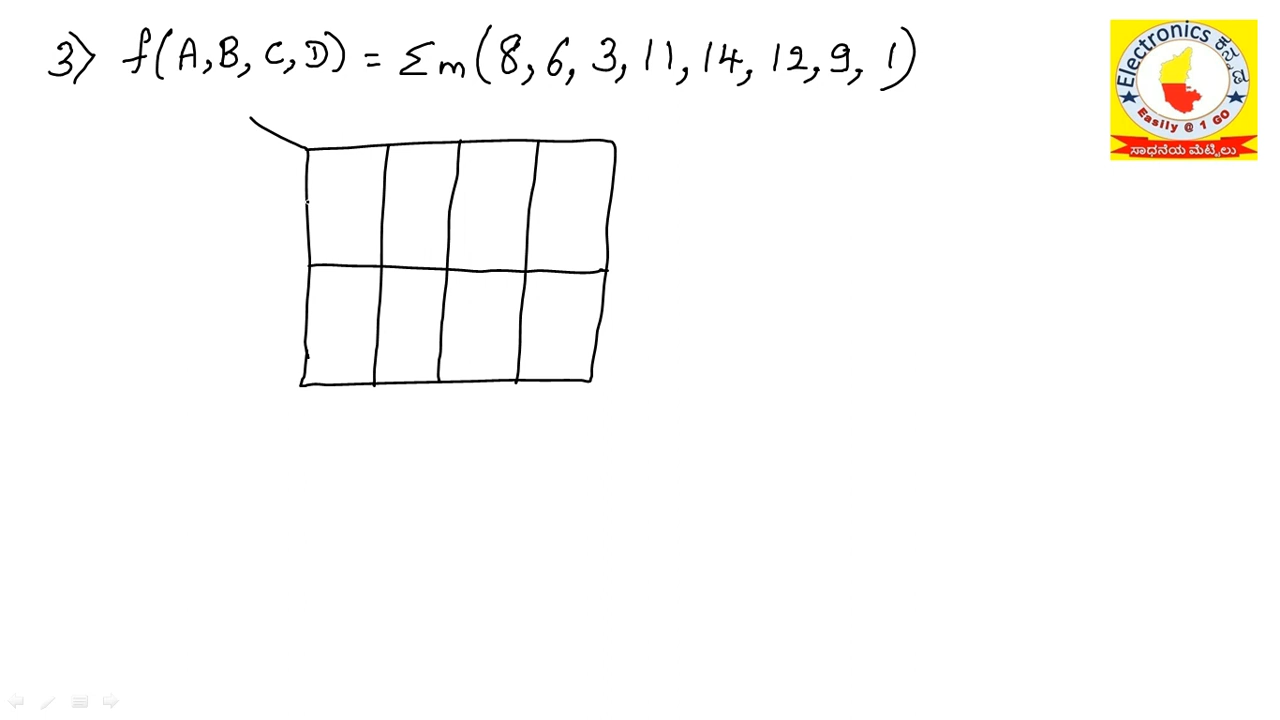 3) f(A,B,C,D) = Σm(8, 6, 3, 11, 14, 12, 9, 1)
Electronics ಕನ್ನಡ
Easily @ 1 GO
ಸಾಧನೆಯ ಮೆಟ್ಟಿಲು